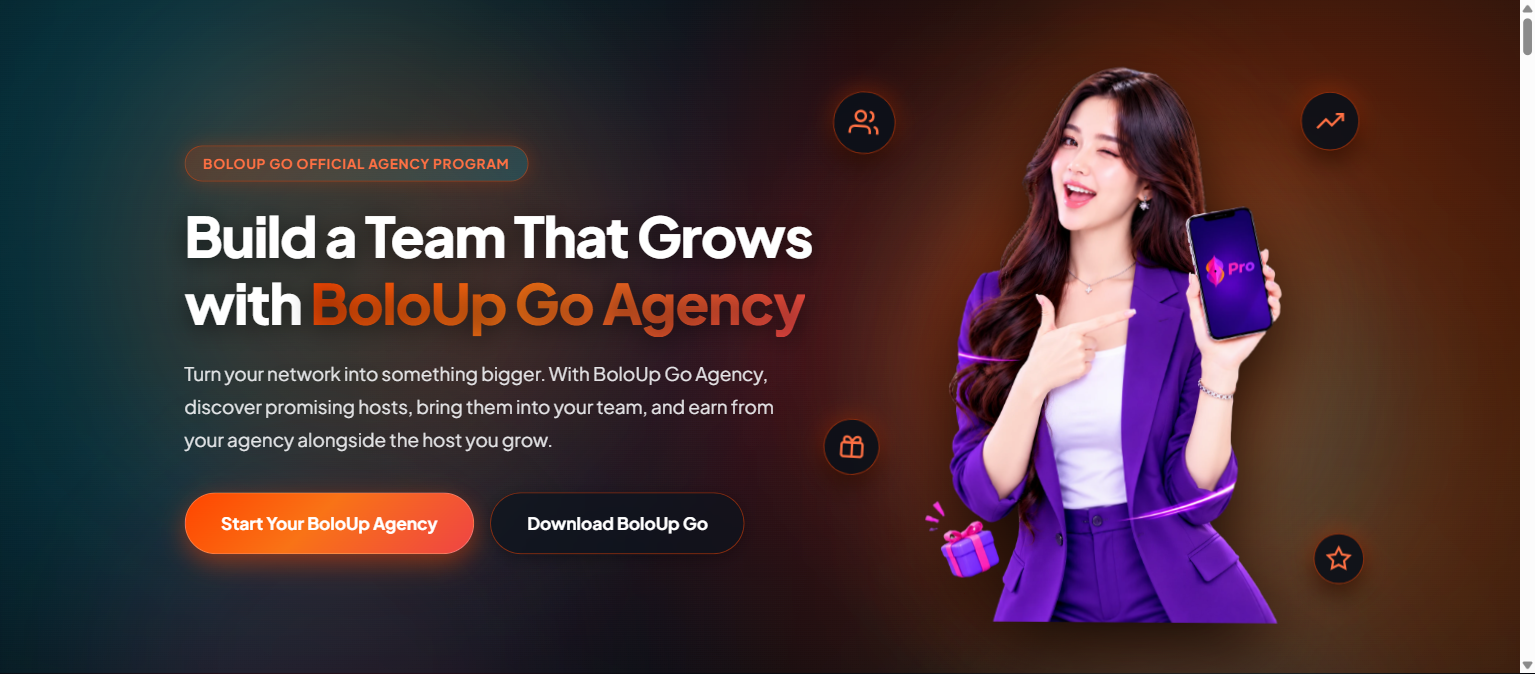 BOLOUP GO OFFICIAL AGENCY PROGRAM
Build a Team That Grows
with BoloUp Go Agency
Turn your network into something bigger. With BoloUp Go Agency,
discover promising hosts, bring them into your team, and earn from
your agency alongside the host you grow.
Start Your BoloUp Agency
Download BoloUp Go
Pro